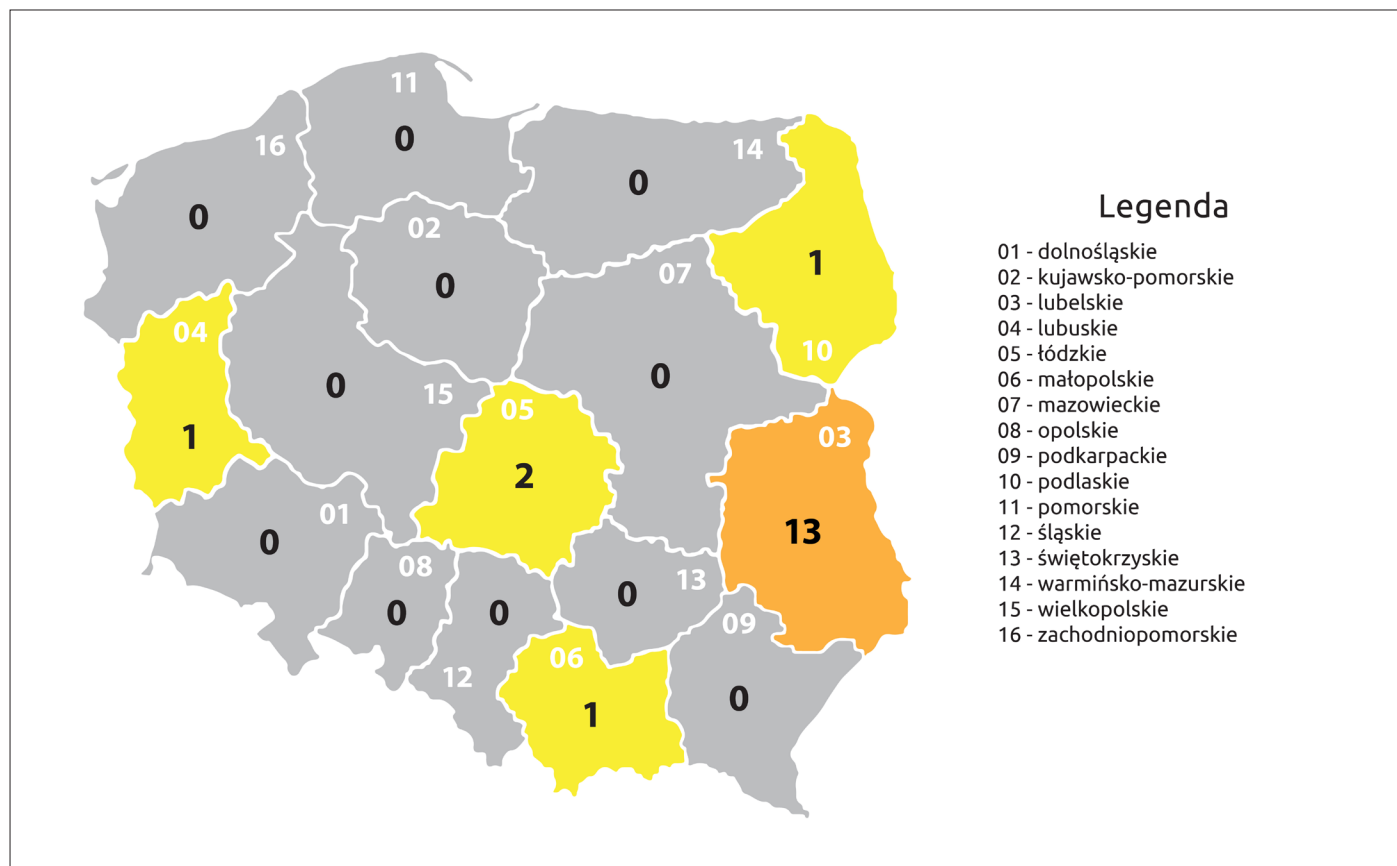 11
0
16
0
14
0
02
0
07
1
10
04
1
0
15
05
2
0
03
13
01
0
08
0
0
12
13
0
09
0
06
1
Legenda
01 - dolnośląskie
02 - kujawsko-pomorskie
03 - lubelskie
04 - lubuskie
05 - łódzkie
06 - małopolskie
07 - mazowieckie
08 - opolskie
09 - podkarpackie
10 - podlaskie
11 - pomorskie
12 - śląskie
13 - świętokrzyskie
14 - warmińsko-mazurskie
15 - wielkopolskie
16 - zachodniopomorskie